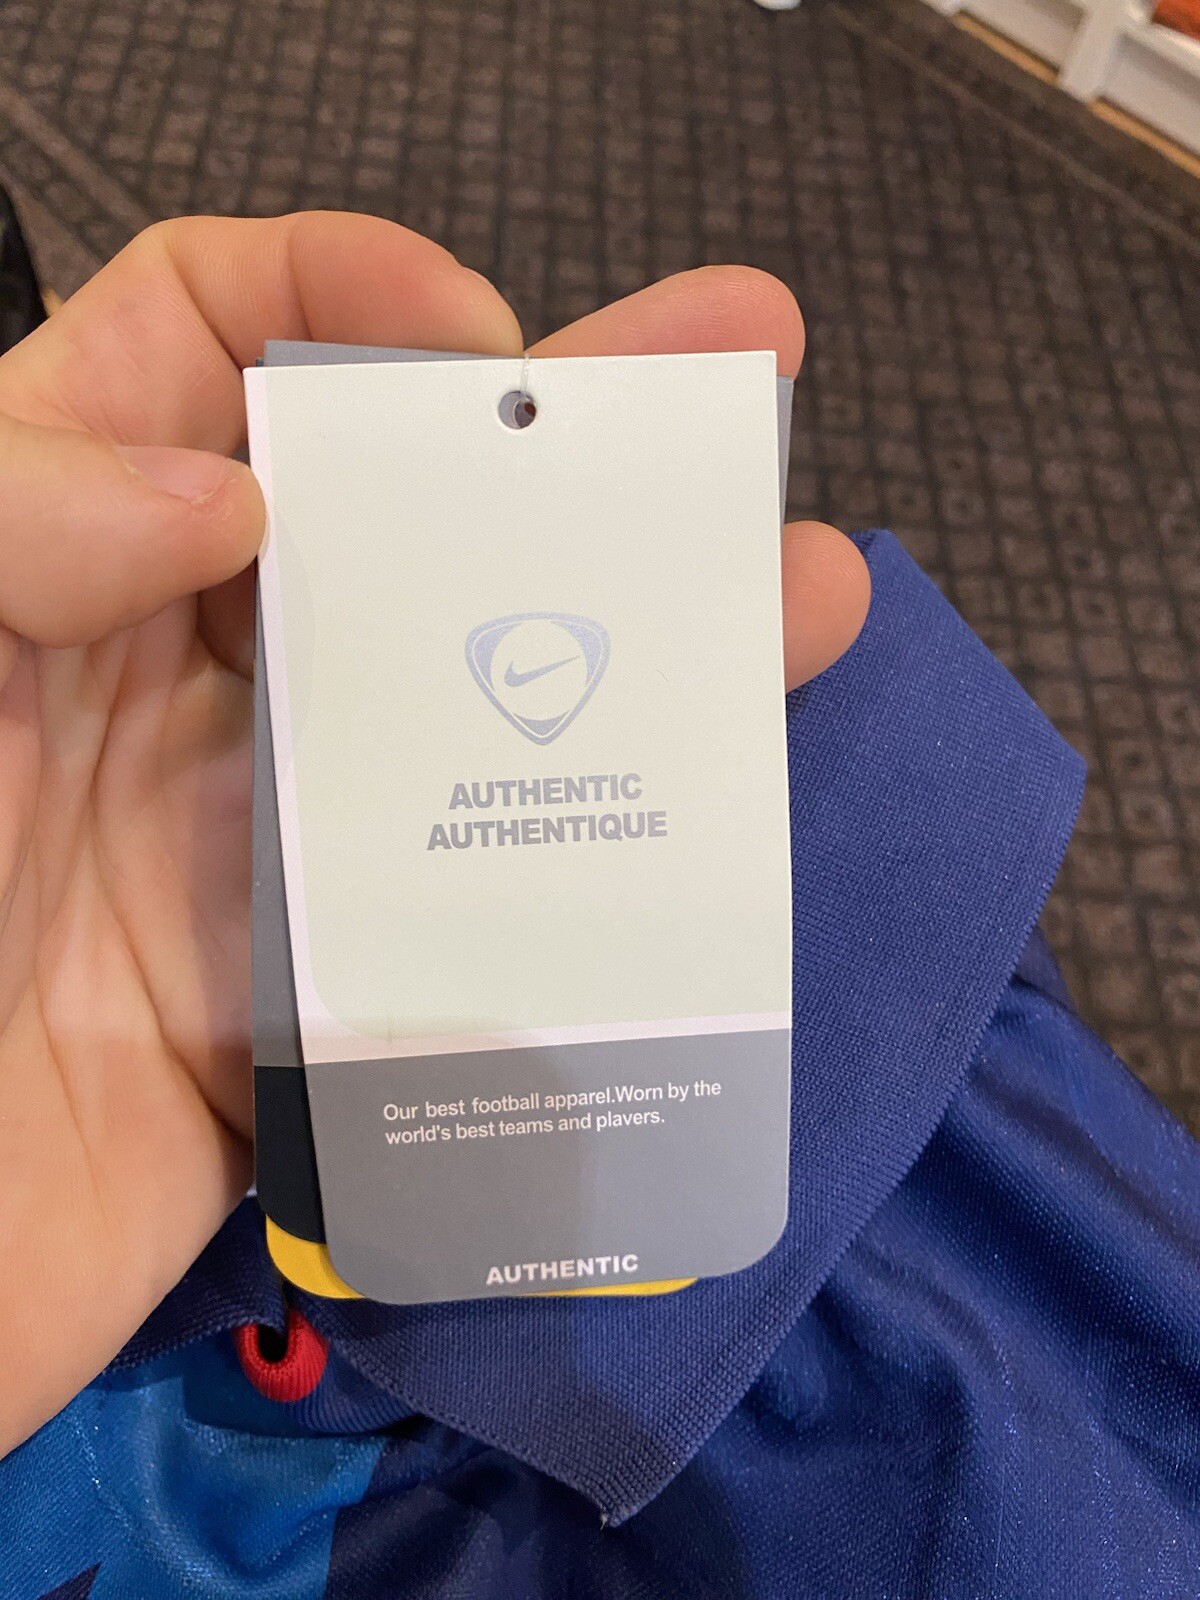 AUTHENTIC
AUTHENTIQUE
Our best football apparel.Worn by the
world's best teams and plavers.
AUTHENTIC